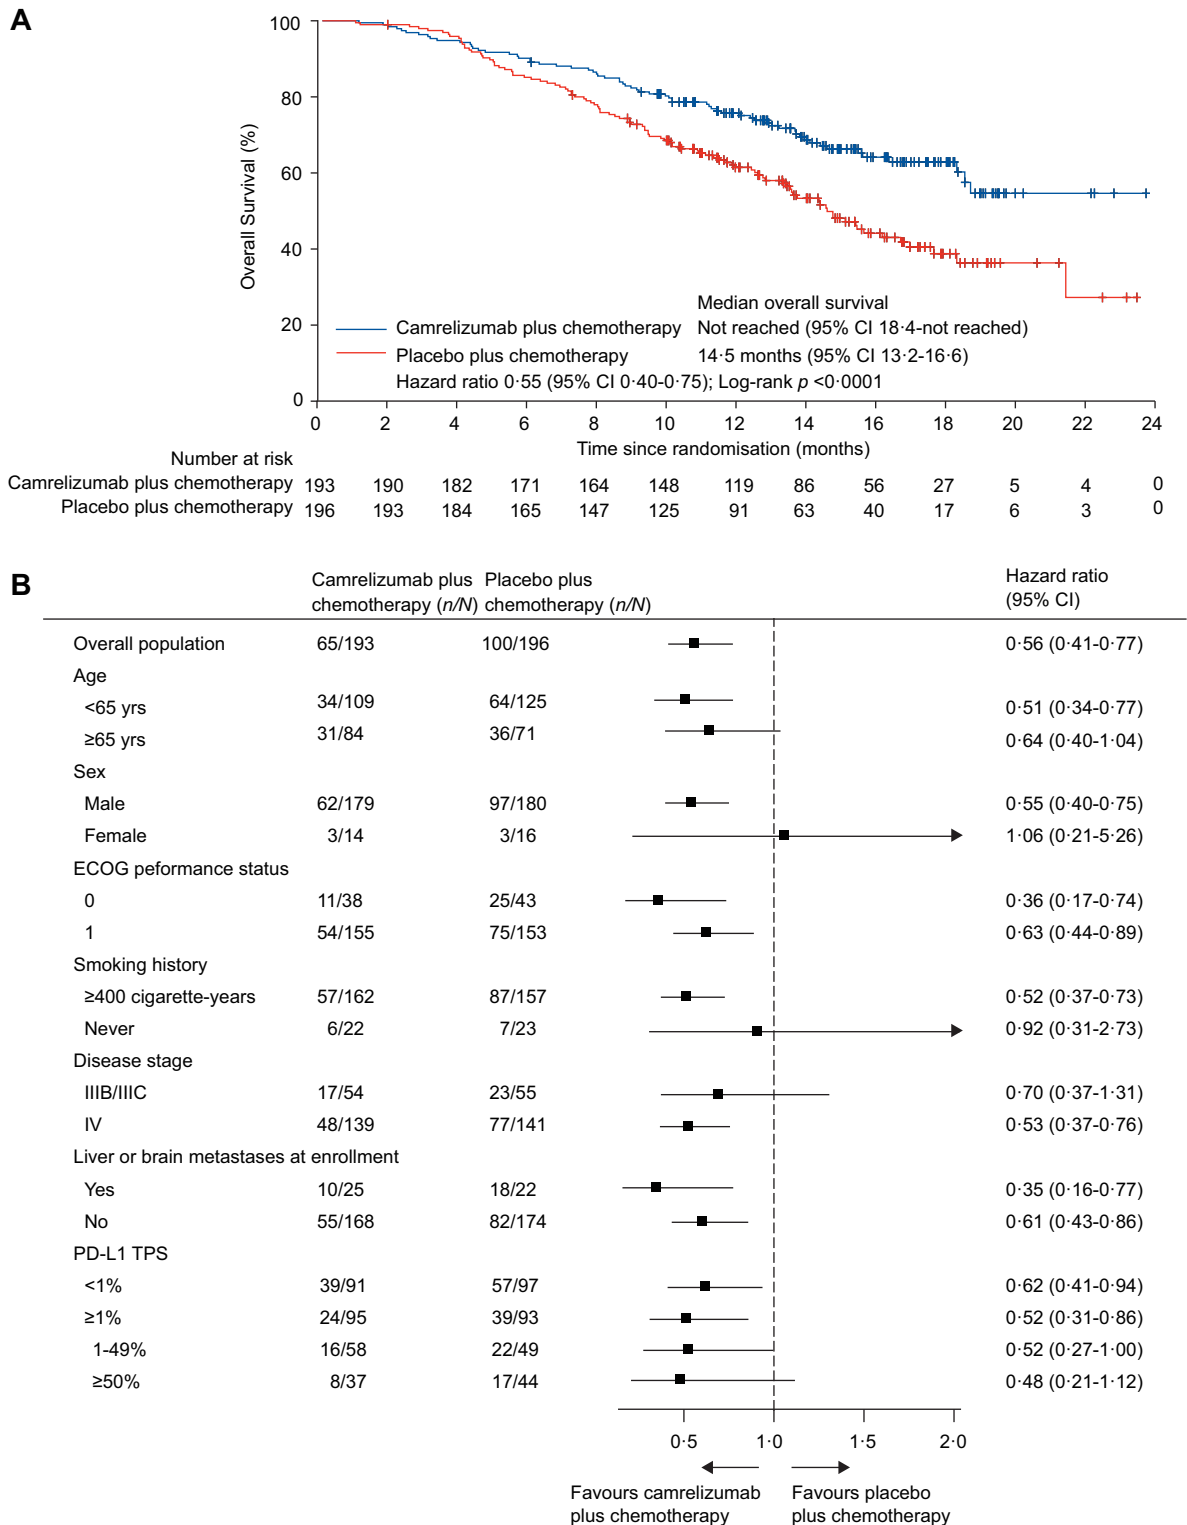 A
100
80
60
40
20
0
Overall Survival (%)
Median overall survival
Camrelizumab plus chemotherapy Not reached (95% CI 18·4-not reached)
Placebo plus chemotherapy 14·5 months (95% CI 13·2-16·6)
Hazard ratio 0·55 (95% CI 0·40-0·75); Log-rank p <0·0001
0 2 4 6 8 10 12 14 16 18 20 22 24
Time since randomisation (months)
Number at risk
Camrelizumab plus chemotherapy 193 190 182 171 164 148 119 86 56 27 5 4 0
Placebo plus chemotherapy 196 193 184 165 147 125 91 63 40 17 6 3 0
B
Camrelizumab plus Placebo plus Hazard ratio
chemotherapy (n/N) chemotherapy (n/N) (95% CI)
Overall population 65/193 100/196 0·56 (0·41-0·77)
Age
<65 yrs 34/109 64/125 0·51 (0·34-0·77)
≥65 yrs 31/84 36/71 0·64 (0·40-1·04)
Sex
Male 62/179 97/180 0·55 (0·40-0·75)
Female 3/14 3/16 1·06 (0·21-5·26)
ECOG peformance status
0 11/38 25/43 0·36 (0·17-0·74)
1 54/155 75/153 0·63 (0·44-0·89)
Smoking history
≥400 cigarette-years 57/162 87/157 0·52 (0·37-0·73)
Never 6/22 7/23 0·92 (0·31-2·73)
Disease stage
IIIB/IIIC 17/54 23/55 0·70 (0·37-1·31)
IV 48/139 77/141 0·53 (0·37-0·76)
Liver or brain metastases at enrollment
Yes 10/25 18/22 0·35 (0·16-0·77)
No 55/168 82/174 0·61 (0·43-0·86)
PD-L1 TPS
<1% 39/91 57/97 0·62 (0·41-0·94)
≥1% 24/95 39/93 0·52 (0·31-0·86)
1-49% 16/58 22/49 0·52 (0·27-1·00)
≥50% 8/37 17/44 0·48 (0·21-1·12)
0·5 1·0 1·5 2·0
Favours camrelizumab Favours placebo
plus chemotherapy plus chemotherapy